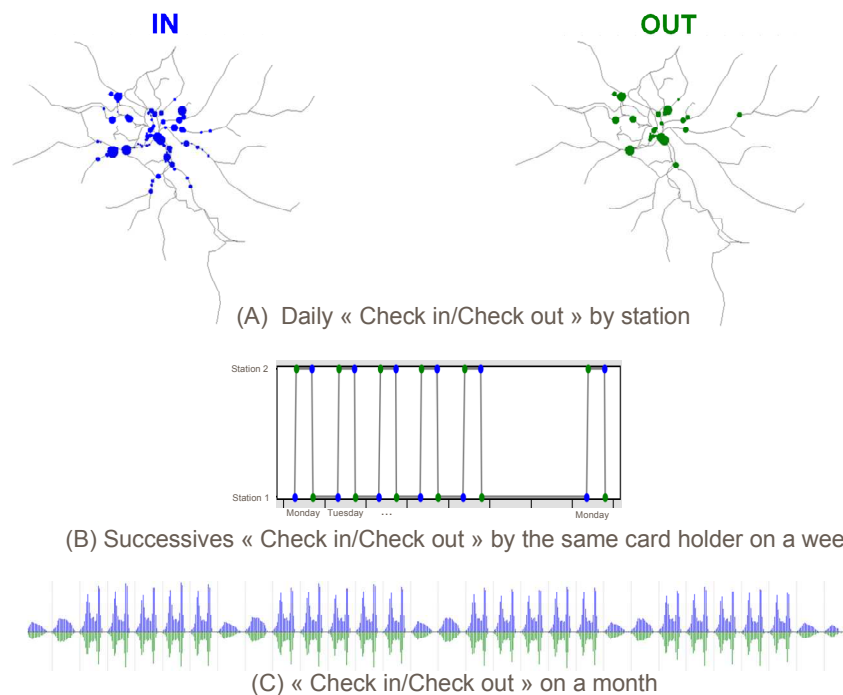 IN OUT
(A) Daily « Check in/Check out » by station
Station 2
Station 1
Monday Tuesday ... Monday
(B) Successives « Check in/Check out » by the same card holder on a wee
(C) « Check in/Check out » on a month